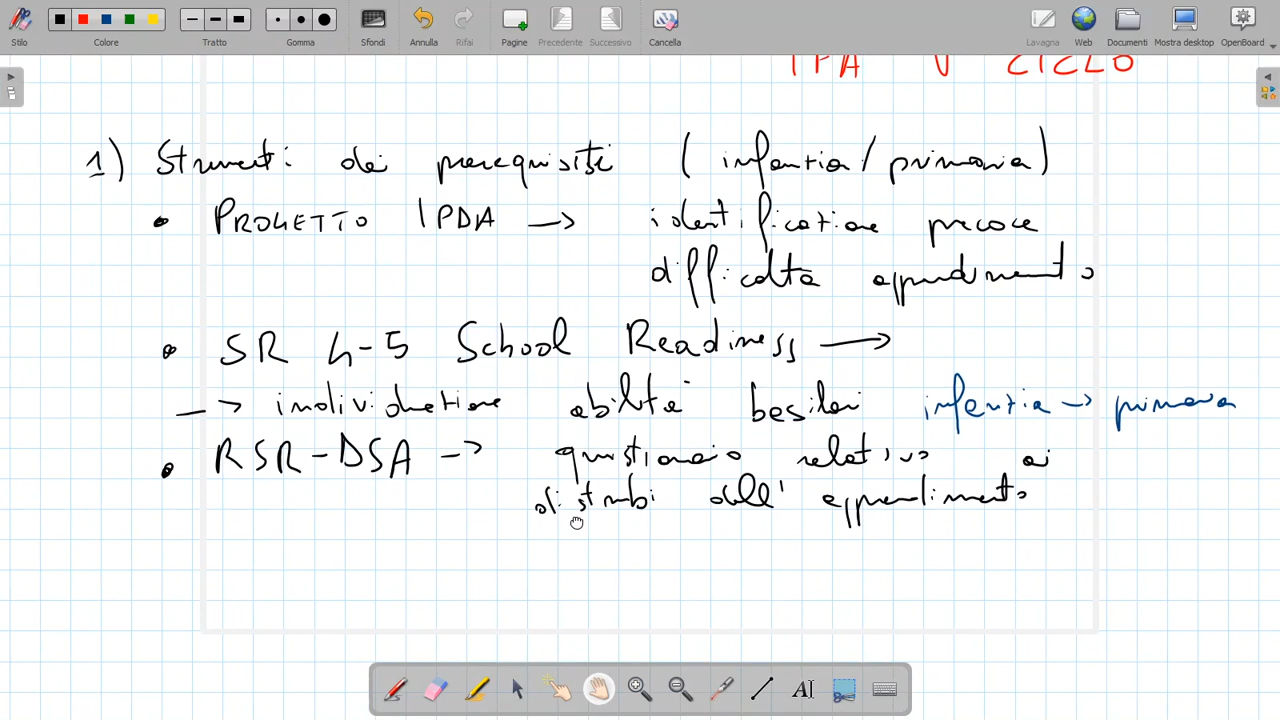 Stilo Colore Tratto Gomma Sfondi Annulla Rifai Pagine Precedente Successivo Cancella Lavagna Web Documenti Mostra desktop OpenBoard
TFA V CICLO
1) Strumenti dei prerequisiti (infanzia/primaria)
• PROGETTO IPDA → identificazione precoce
difficoltà apprendimento
• SR 4-5 School Readiness →
→ individuazione abilità basilari infanzia → primaria
• RSR-DSA → questionario relativo ai
disturbi dell'apprendimento